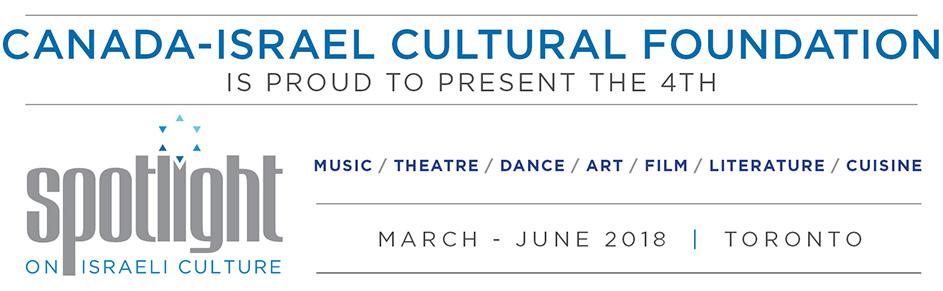 CANADA-ISRAEL CULTURAL FOUNDATION
IS PROUD TO PRESENT THE 4TH
spotlight
ON ISRAELI CULTURE
MUSIC / THEATRE / DANCE / ART / FILM / LITERATURE / CUISINE
MARCH - JUNE 2018 | TORONTO